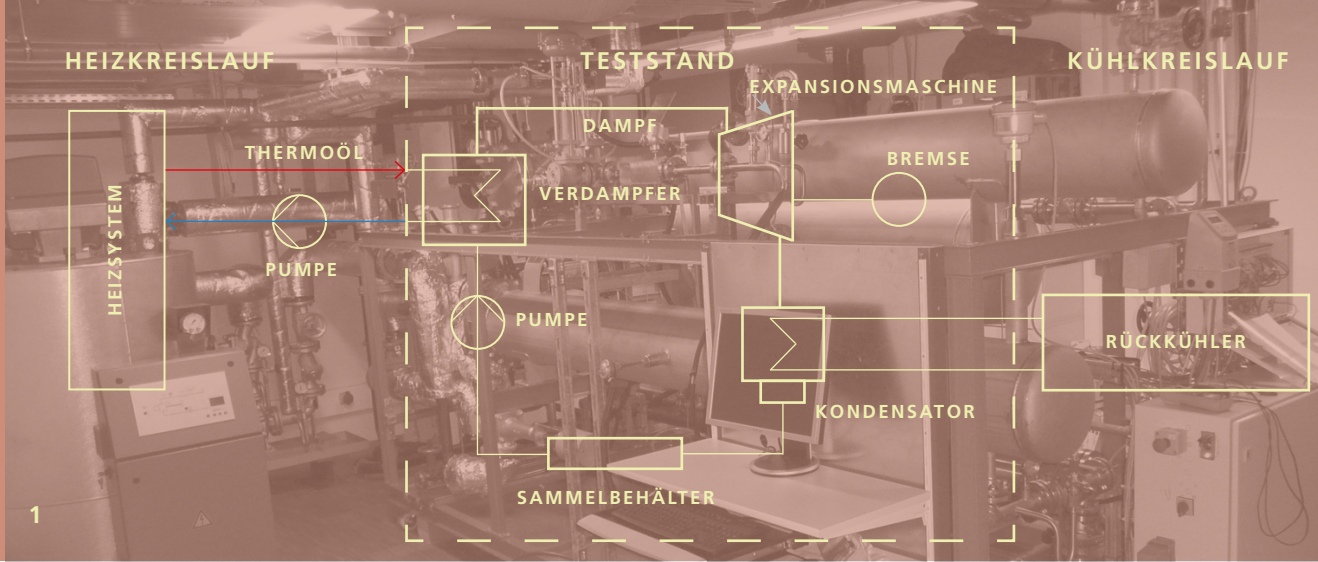 HEIZKREISLAUF
TESTSTAND
KÜHLKREISLAUF
EXPANSIONSMASCHINE
DAMPF
THERMOÖL
BREMSE
VERDAMPFER
HEIZSYSTEM
PUMPE
PUMPE
RÜCKKÜHLER
KONDENSATOR
SAMMELBEHÄLTER
1